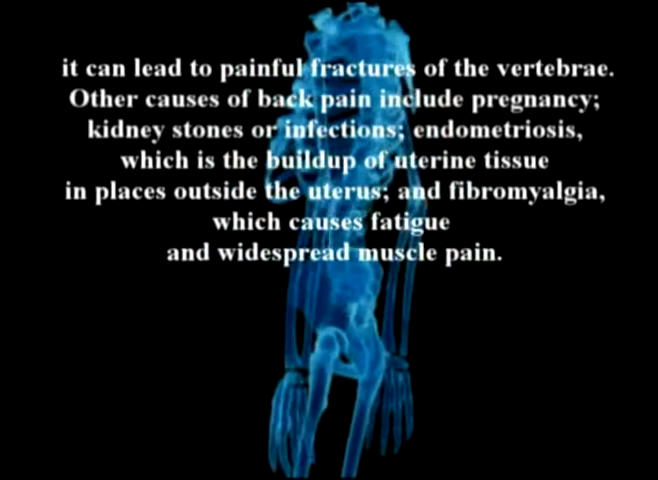 it can lead to painful fractures of the vertebrae.
Other causes of back pain include pregnancy;
kidney stones or infections; endometriosis,
which is the buildup of uterine tissue
in places outside the uterus; and fibromyalgia,
which causes fatigue
and widespread muscle pain.